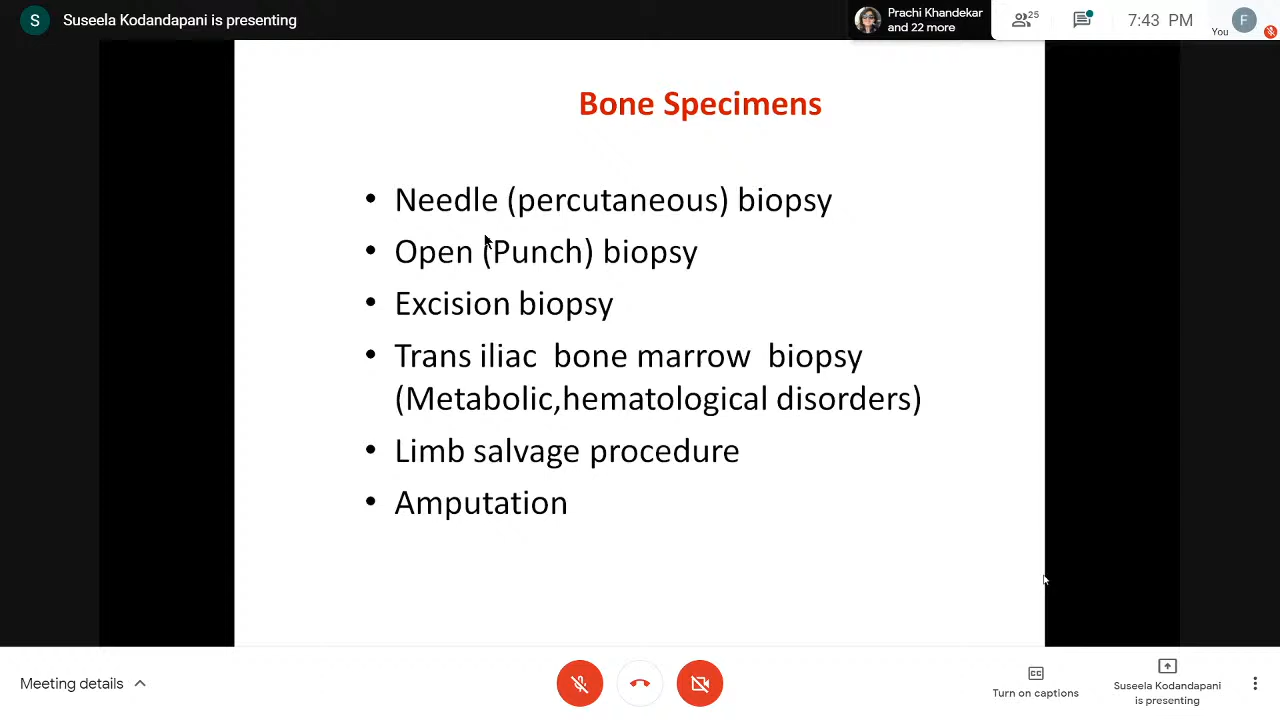 S Suseela Kodandapani is presenting
Prachi Khandekar
and 22 more
25
7:43 PM
You
F
Bone Specimens
• Needle (percutaneous) biopsy
• Open (Punch) biopsy
• Excision biopsy
• Trans iliac bone marrow biopsy
(Metabolic,hematological disorders)
• Limb salvage procedure
• Amputation
Meeting details
CC
Turn on captions
Suseela Kodandapani
is presenting